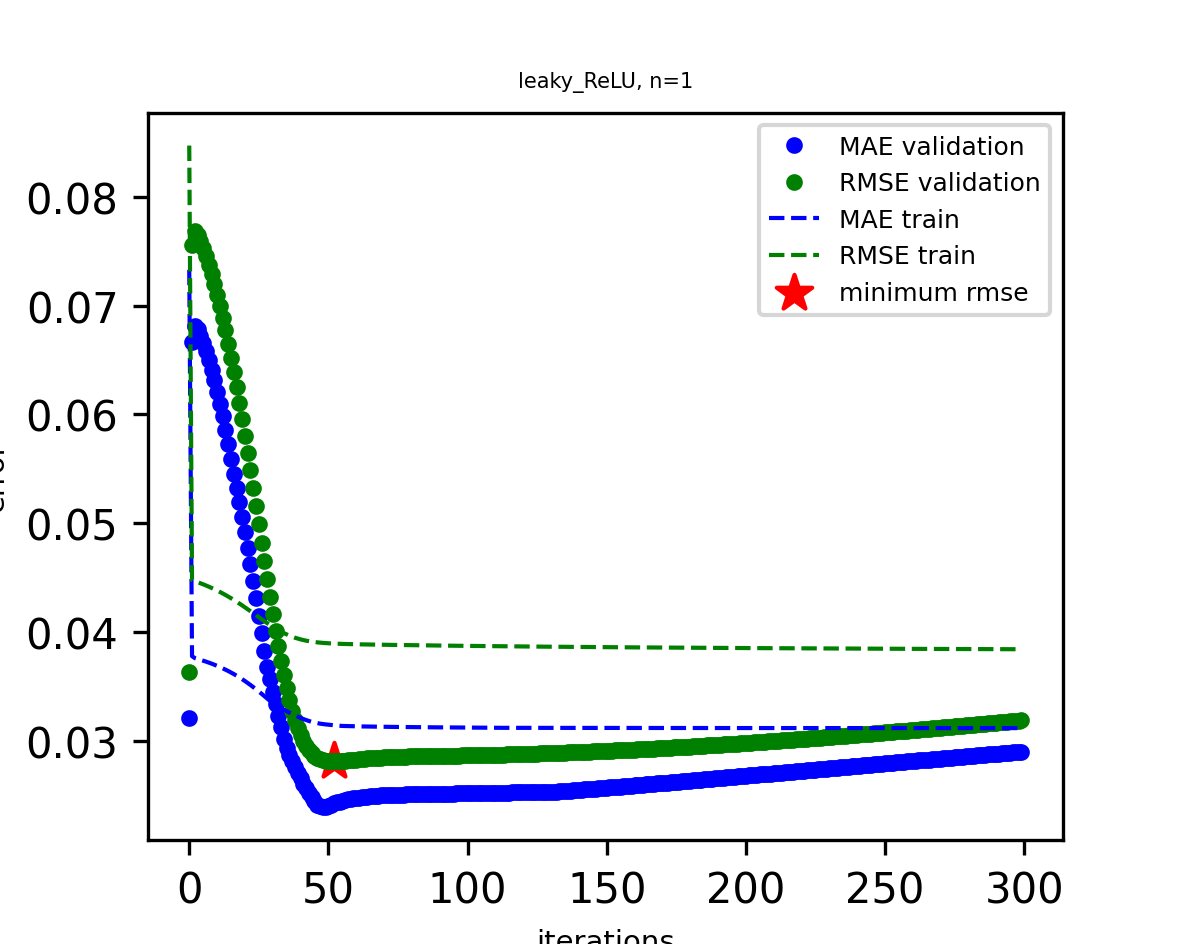 leaky_ReLU, n=1
MAE validation
RMSE validation
MAE train
RMSE train
minimum rmse
0.08
0.07
0.06
0.05
0.04
0.03
0 50 100 150 200 250 300
iterations